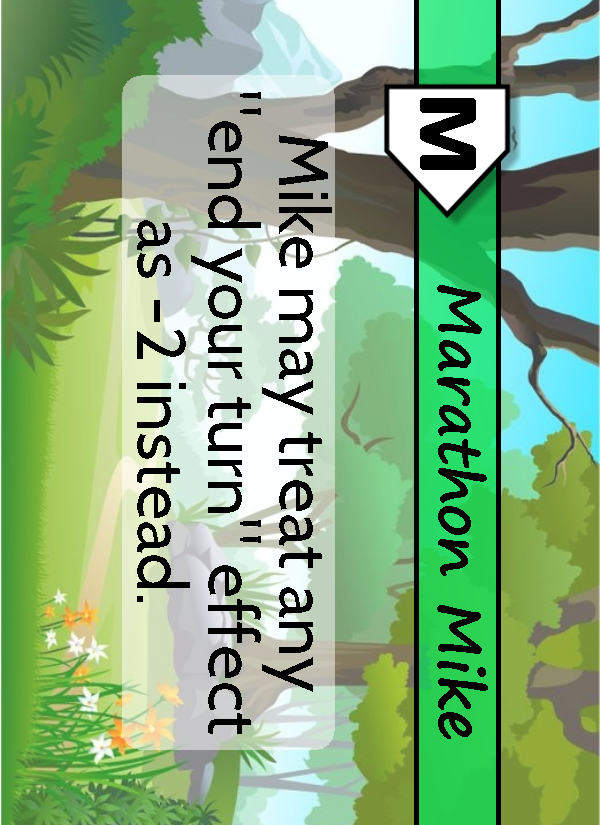 M
Marathon Mike
Mike may treat any
"end your turn" effect
as -2 instead.